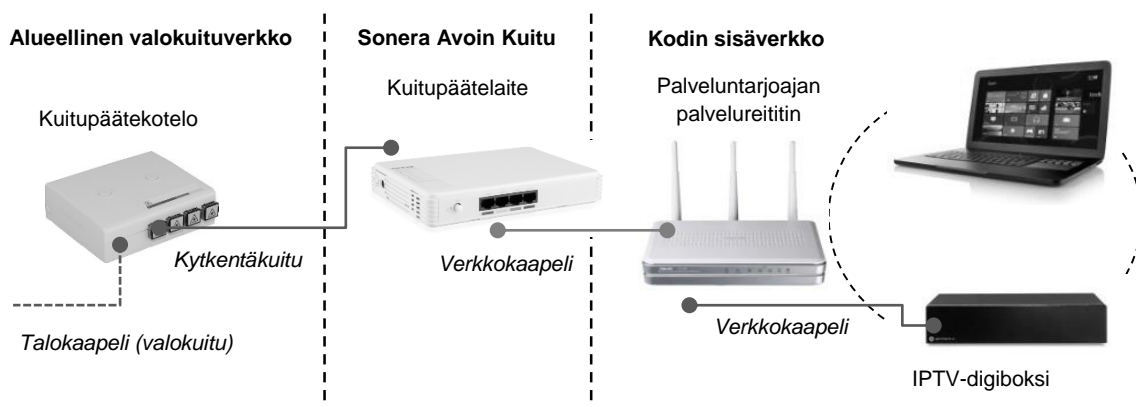 Alueellinen valokuituverkko
Sonera Avoin Kuitu
Kodin sisäverkko
Kuitupäätekotelo
Kuitupäätelaite
Palveluntarjoajan
palvelureititin
Kytkentäkuitu
Verkkokaapeli
Verkkokaapeli
Talokaapeli (valokuitu)
IPTV-digiboksi